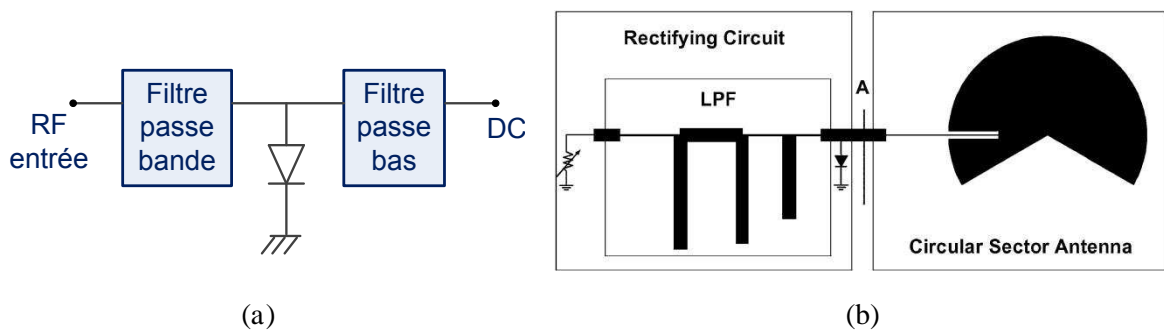 RF
entrée
Filtre
passe
bande
Filtre
passe
bas
DC
(a)
Rectifying Circuit
LPF
A
Circular Sector Antenna
(b)